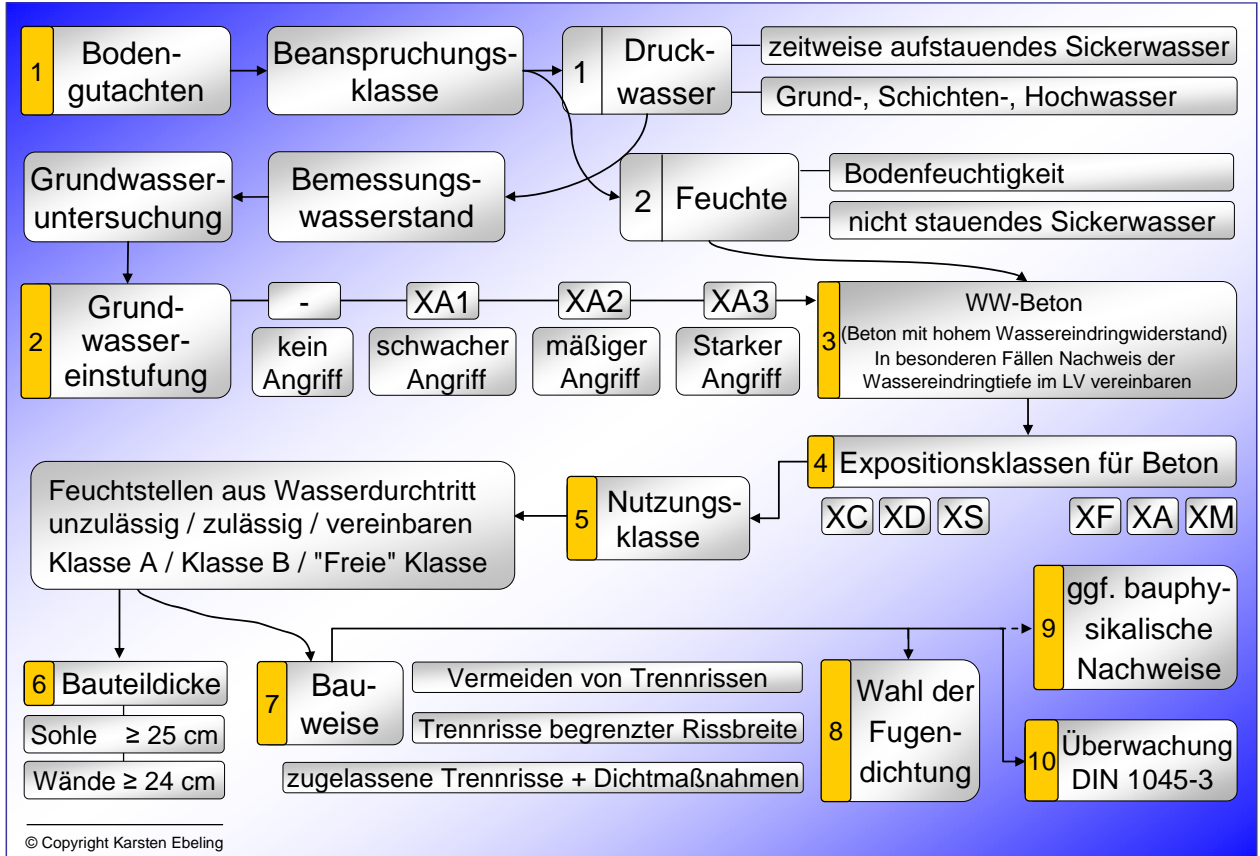 1
Boden-
gutachten
Beanspruchungs-
klasse
1
Druck-
wasser
zeitweise aufstauendes Sickerwasser
Grund-, Schichten-, Hochwasser
Grundwasser-
untersuchung
Bemessungs-
wasserstand
2
Feuchte
Bodenfeuchtigkeit
nicht stauendes Sickerwasser
2
Grund-
wasser-
einstufung
-
XA1
XA2
XA3
kein
Angriff
schwacher
Angriff
mäßiger
Angriff
Starker
Angriff
3
WW-Beton
(Beton mit hohem Wassereindringwiderstand)
In besonderen Fällen Nachweis der
Wassereindringtiefe im LV vereinbaren
4
Expositionsklassen für Beton
XC XD XS XF XA XM
5
Nutzungs-
klasse
Feuchtstellen aus Wasserdurchtritt
unzulässig / zulässig / vereinbaren
Klasse A / Klasse B / "Freie" Klasse
6
Bauteildicke
Sohle ≥ 25 cm
Wände ≥ 24 cm
7
Bau-
weise
Vermeiden von Trennrissen
Trennrisse begrenzter Rissbreite
zugelassene Trennrisse + Dichtmaßnahmen
8
Wahl der
Fugen-
dichtung
9
ggf. bauphy-
sikalische
Nachweise
10
Überwachung
DIN 1045-3
© Copyright Karsten Ebeling